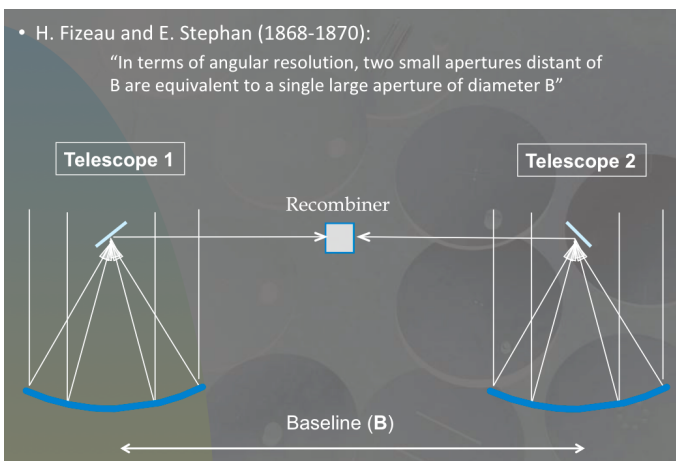 • H. Fizeau and E. Stephan (1868-1870):
“In terms of angular resolution, two small apertures distant of
B are equivalent to a single large aperture of diameter B”
Telescope 1
Telescope 2
Recombiner
Baseline (B)